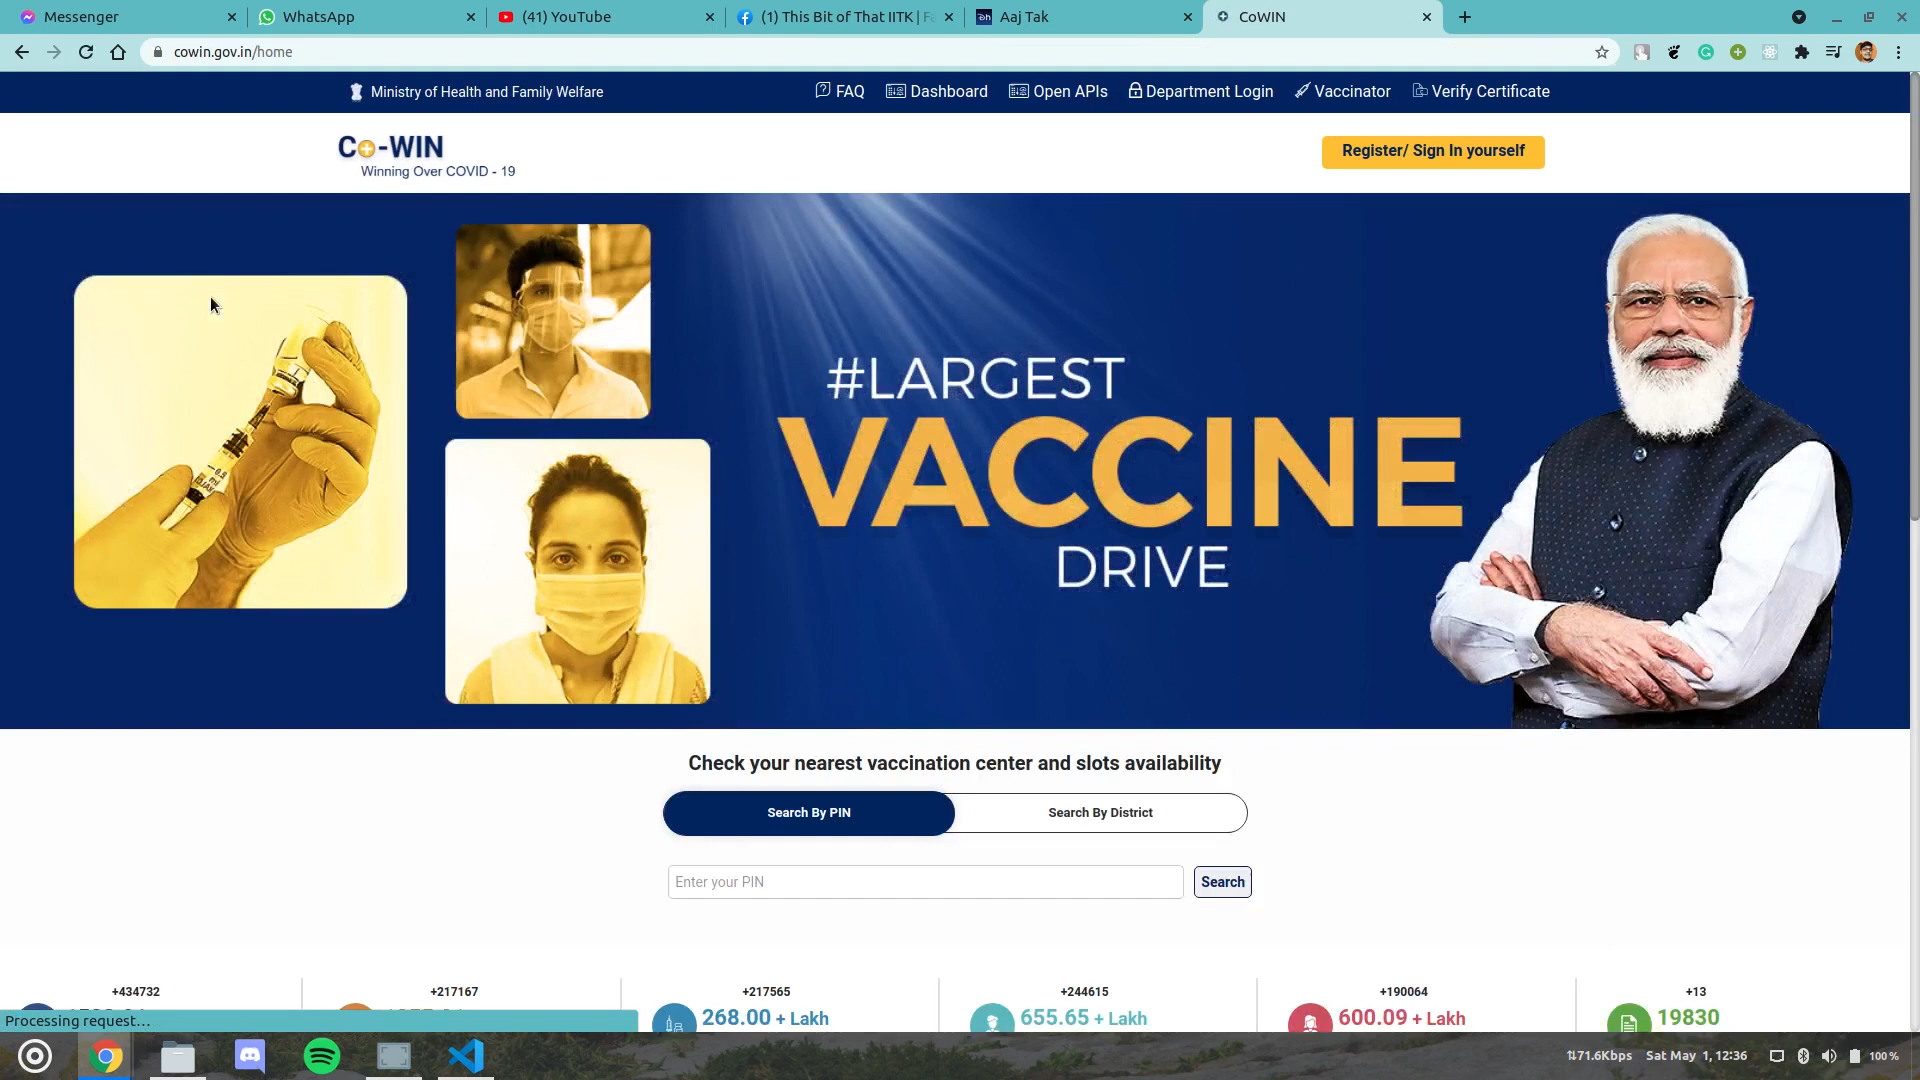 Messenger
WhatsApp
(41) YouTube
(1) This Bit of That IITK | Fa
Aaj Tak
CoWIN
cowin.gov.in/home
Ministry of Health and Family Welfare
FAQ
Dashboard
Open APIs
Department Login
Vaccinator
Verify Certificate
Co-WIN
Winning Over COVID - 19
Register/ Sign In yourself
#LARGEST
VACCINE
DRIVE
Check your nearest vaccination center and slots availability
Search By PIN
Search By District
Enter your PIN
Search
+434732
+217167
+217565
+244615
+190064
+13
268.00 + Lakh
655.65 + Lakh
600.09 + Lakh
19830
Processing request…
⇅71.6Kbps
Sat May 1, 12:36
100 %